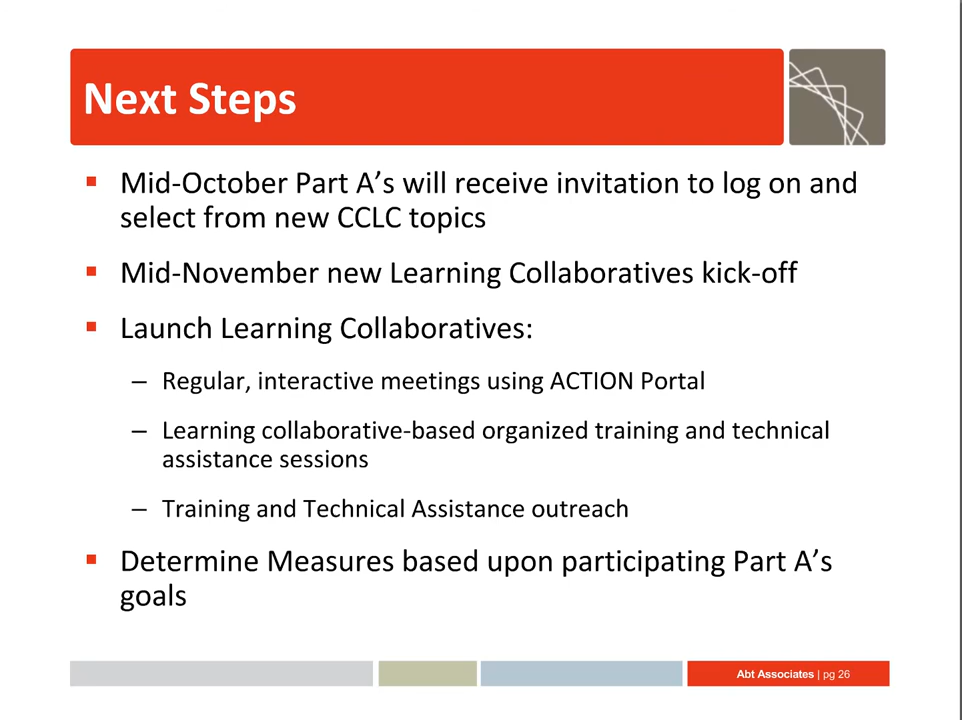 Next Steps
▪ Mid-October Part A’s will receive invitation to log on and
select from new CCLC topics
▪ Mid-November new Learning Collaboratives kick-off
▪ Launch Learning Collaboratives:
– Regular, interactive meetings using ACTION Portal
– Learning collaborative-based organized training and technical
assistance sessions
– Training and Technical Assistance outreach
▪ Determine Measures based upon participating Part A’s
goals
Abt Associates | pg 26